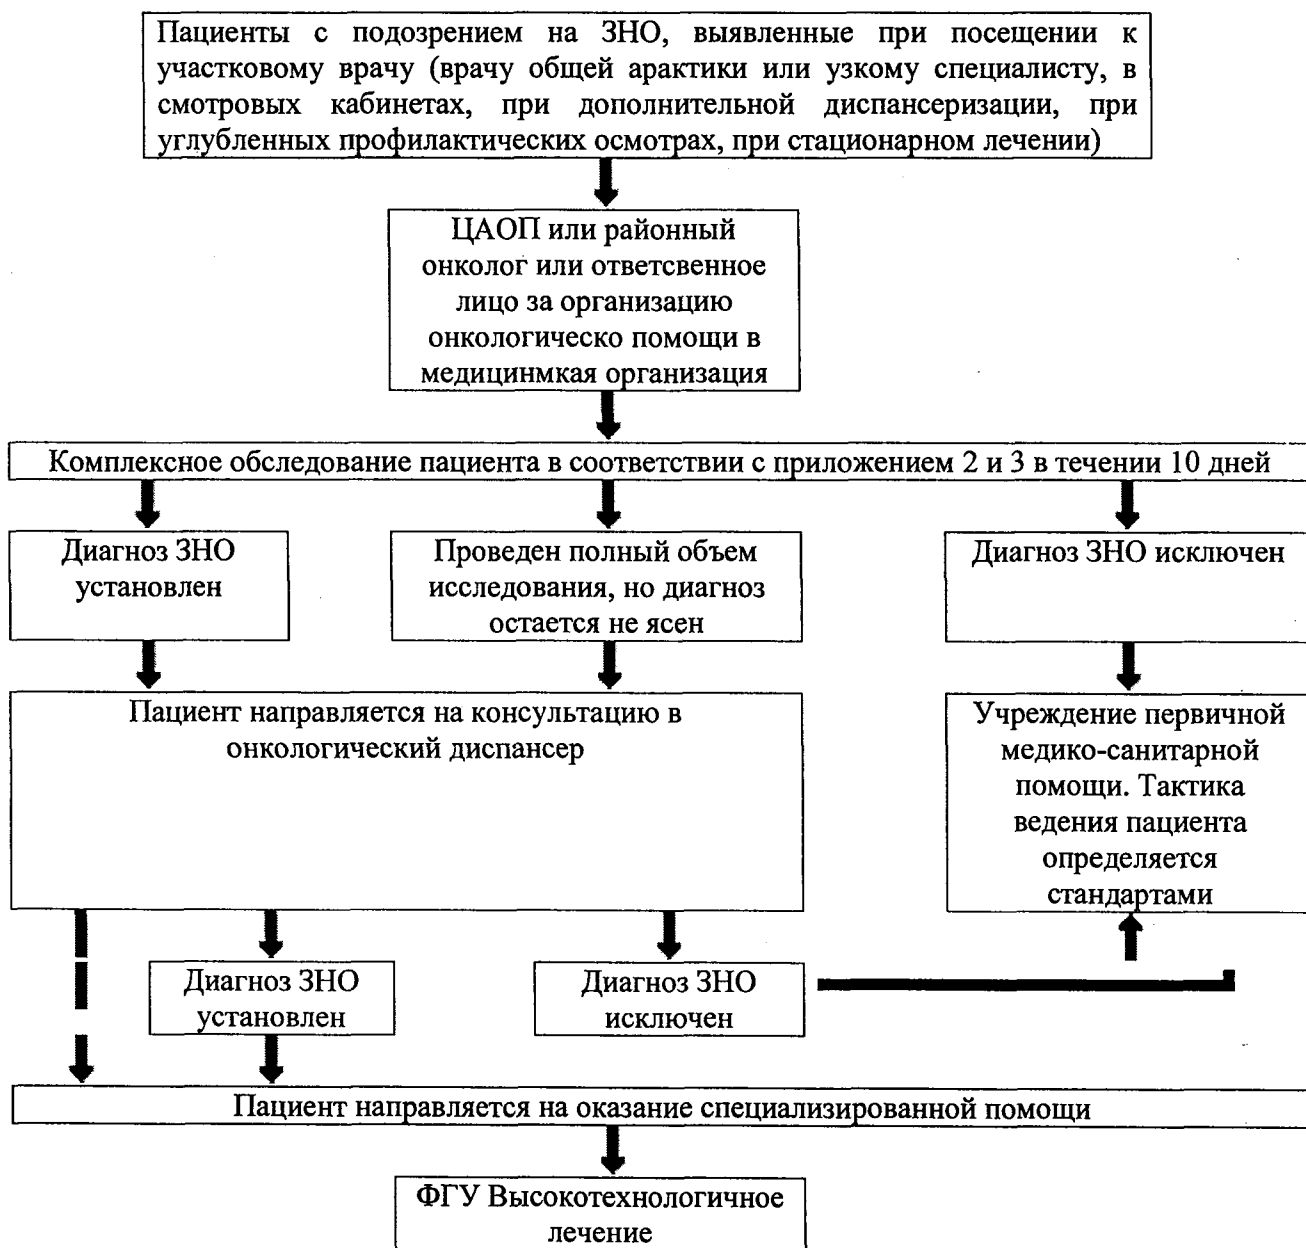 Пациенты с подозрением на ЗНО, выявленные при посещении к
участковому врачу (врачу общей арактики или узкому специалисту, в
смотровых кабинетах, при дополнительной диспансеризации, при
углубленных профилактических осмотрах, при стационарном лечении)
ЦАОП или районный
онколог или ответсвенное
лицо за организацию
онкологическо помощи в
медицинмкая организация
Комплексное обследование пациента в соответствии с приложением 2 и 3 в течении 10 дней
Диагноз ЗНО
установлен
Проведен полный объем
исследования, но диагноз
остается не ясен
Диагноз ЗНО исключен
Пациент направляется на консультацию в
онкологический диспансер
Учреждение первичной
медико-санитарной
помощи. Тактика
ведения пациента
определяется
стандартами
Диагноз ЗНО
установлен
Диагноз ЗНО
исключен
Пациент направляется на оказание специализированной помощи
ФГУ Высокотехнологичное
лечение